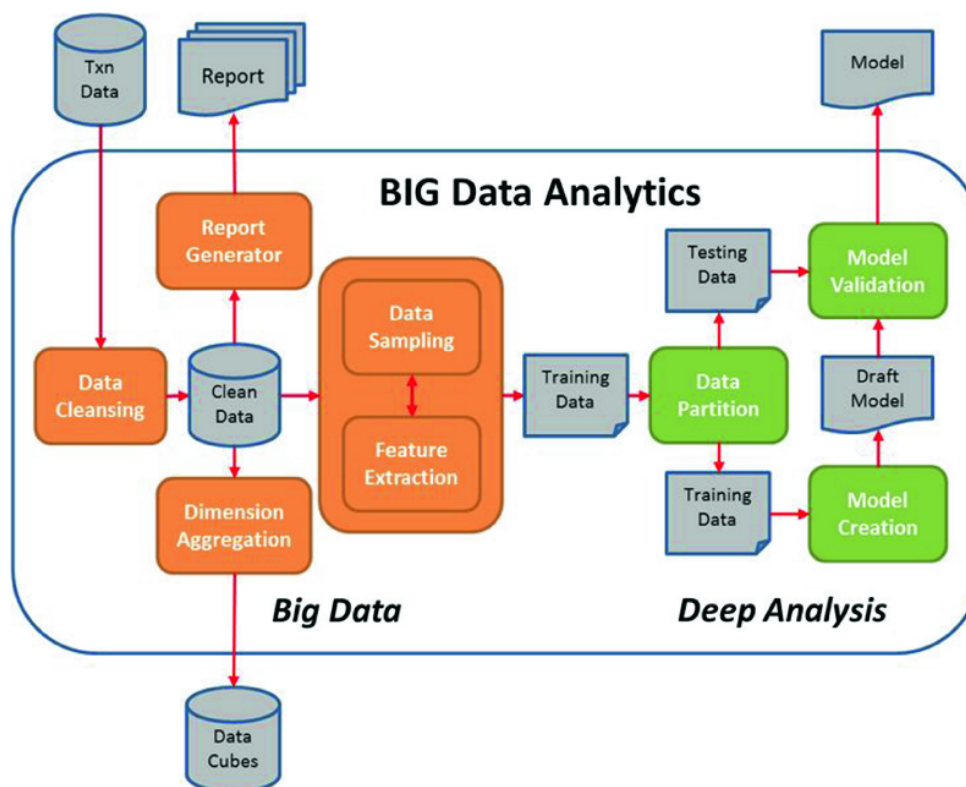 Txn
Data
Report
Model
BIG Data Analytics
Report
Generator
Testing
Data
Model
Validation
Data
Sampling
Data
Cleansing
Clean
Data
Training
Data
Data
Partition
Draft
Model
Feature
Extraction
Dimension
Aggregation
Training
Data
Model
Creation
Big Data
Deep Analysis
Data
Cubes